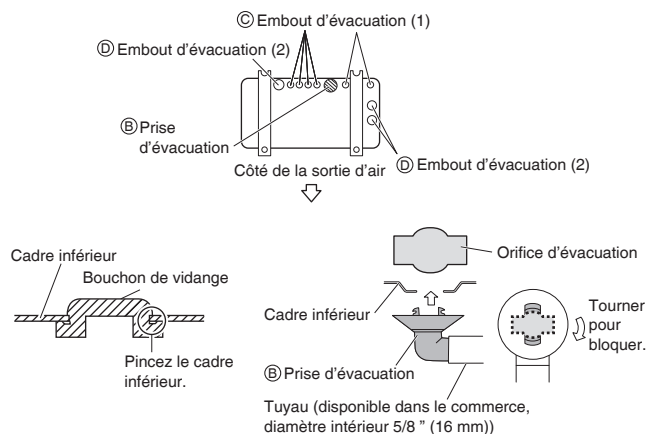 Ⓒ Embout d'évacuation (1)
Ⓓ Embout d'évacuation (2)
Ⓑ Prise
d'évacuation
Ⓓ Embout d'évacuation (2)
Côté de la sortie d'air
Cadre inférieur
Bouchon de vidange
Pincez le cadre
inférieur.
Orifice d'évacuation
Cadre inférieur
Tourner
pour
bloquer.
Ⓑ Prise d'évacuation
Tuyau (disponible dans le commerce,
diamètre intérieur 5/8 " (16 mm))